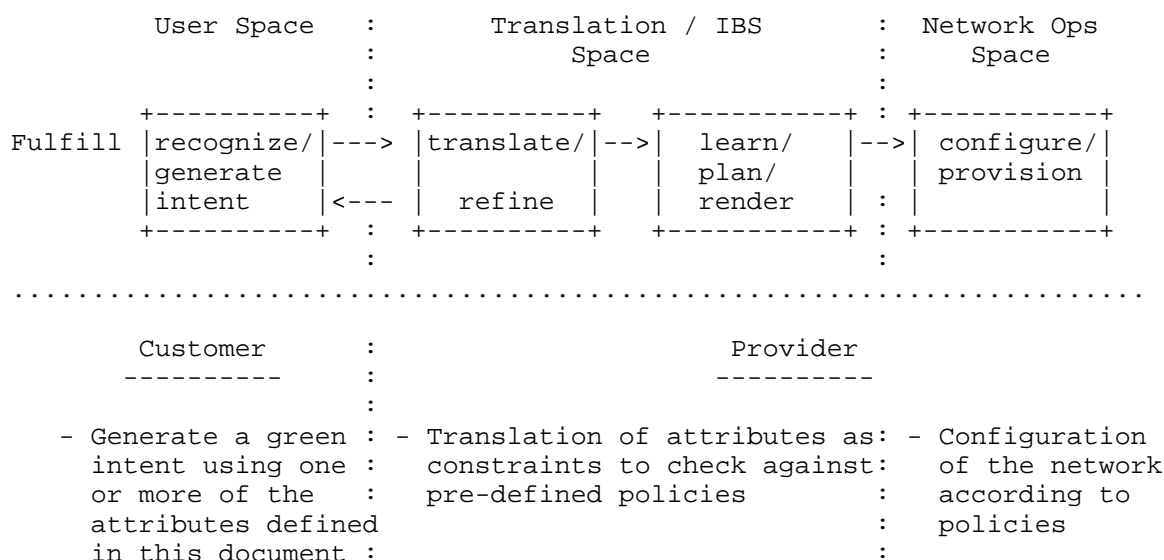 User Space   :       Translation / IBS       :  Network Ops
                      :            Space              :     Space
                      :                               :
        +----------+  :  +----------+   +-----------+ : +-----------+
Fulfill |recognize/|---> |translate/|-->|  learn/   |-->| configure/|
        |generate  |     |          |   |  plan/    |   | provision |
        |intent    |<--- |  refine  |   |  render   | : |           |
        +----------+  :  +----------+   +-----------+ : +-----------+
                      :                               :
.......................................................................

        Customer      :                      Provider
       ----------     :                     ----------
                      :
   - Generate a green : - Translation of attributes as: - Configuration
     intent using one :   constraints to check against:   of the network
     or more of the   :   pre-defined policies        :   according to
     attributes defined                               :   policies
     in this document :                               :